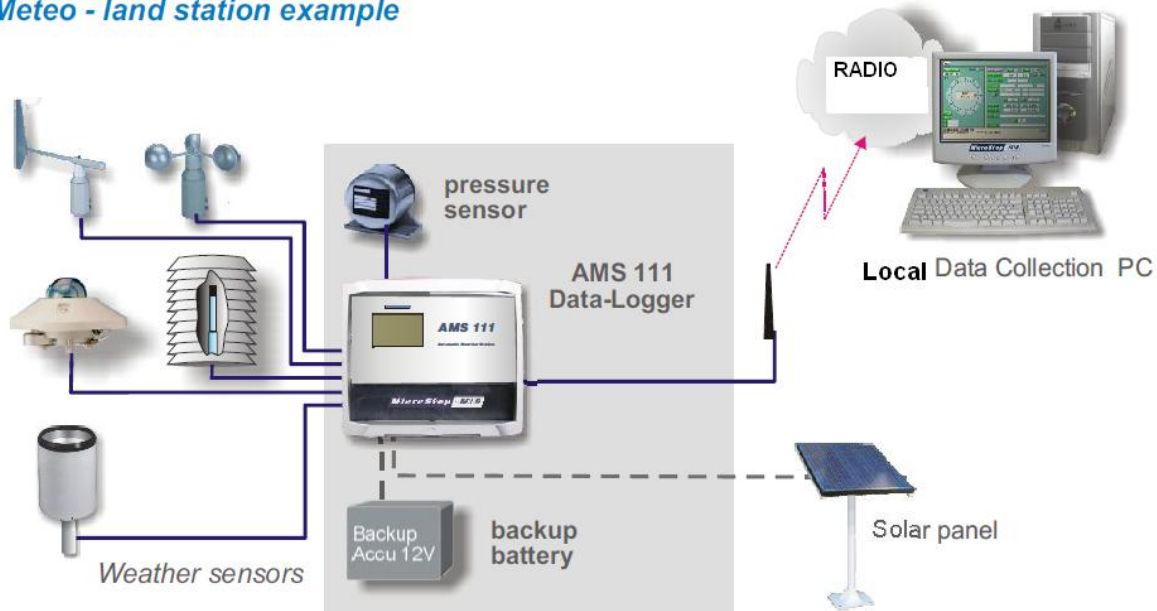 Meteo - land station example
RADIO
pressure
sensor
AMS 111
Data-Logger
Local Data Collection PC
AMS 111
MicroStep - MIS
Backup
Accu 12V
backup
battery
Solar panel
Weather sensors